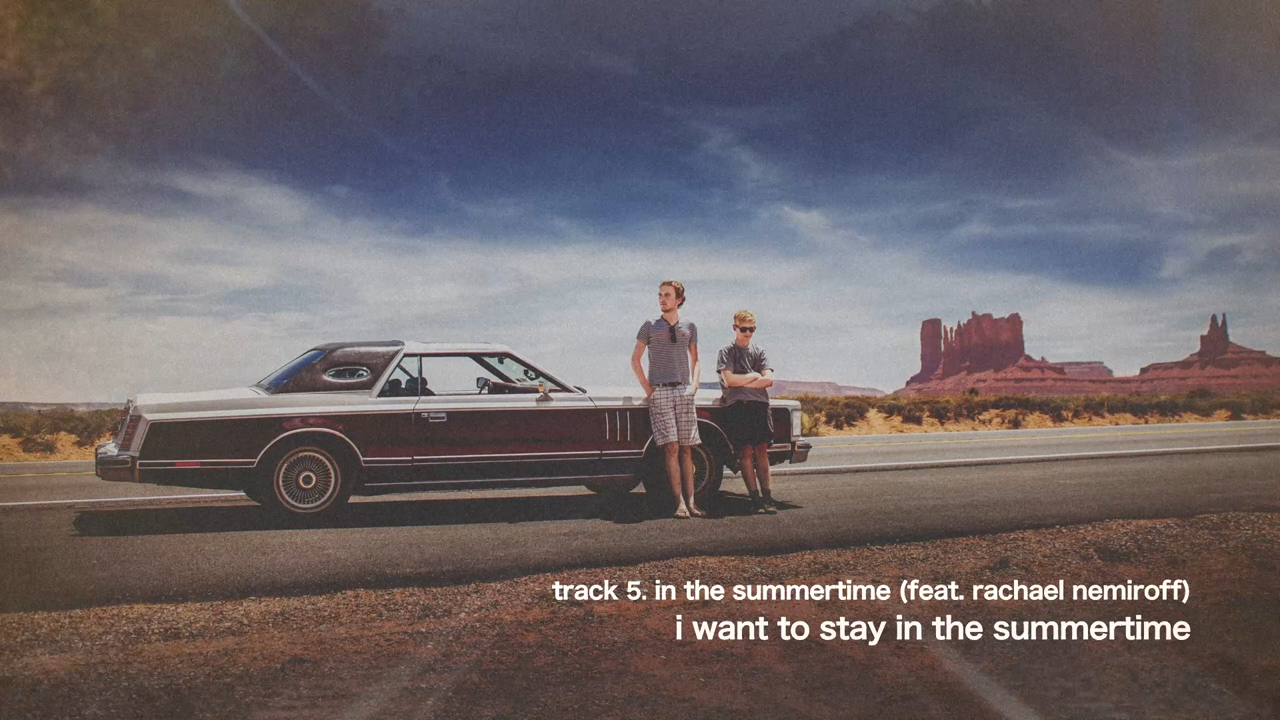 track 5. in the summertime (feat. rachael nemiroff)
i want to stay in the summertime